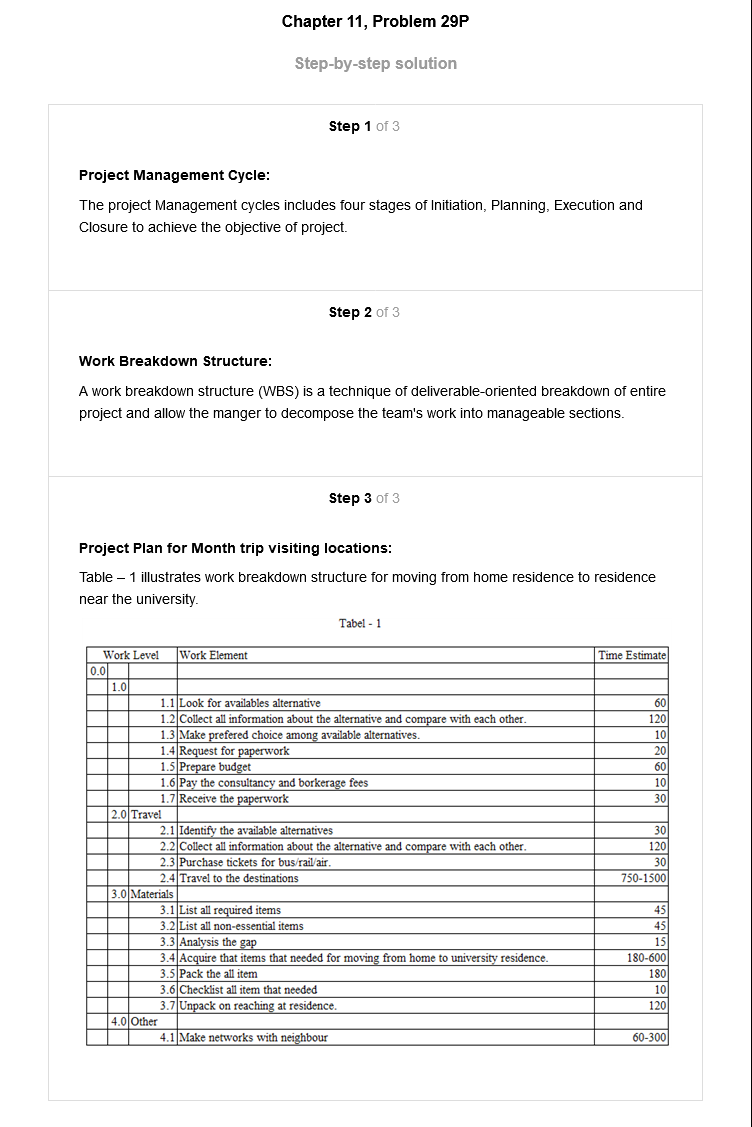 Chapter 11, Problem 29P
Step-by-step solution
Step 1 of 3
Project Management Cycle:
The project Management cycles includes four stages of Initiation, Planning, Execution and
Closure to achieve the objective of project.
Step 2 of 3
Work Breakdown Structure:
A work breakdown structure (WBS) is a technique of deliverable-oriented breakdown of entire
project and allow the manger to decompose the team's work into manageable sections.
Step 3 of 3
Project Plan for Month trip visiting locations:
Table – 1 illustrates work breakdown structure for moving from home residence to residence
near the university.
Tabel - 1
Work Level Work Element Time Estimate
0.0
1.0
1.1 Look for availables alternative 60
1.2 Collect all information about the alternative and compare with each other. 120
1.3 Make prefered choice among available alternatives. 10
1.4 Request for paperwork 20
1.5 Prepare budget 60
1.6 Pay the consultancy and borkerage fees 10
1.7 Receive the paperwork 30
2.0 Travel
2.1 Identify the available alternatives 30
2.2 Collect all information about the alternative and compare with each other. 120
2.3 Purchase tickets for bus/rail/air. 30
2.4 Travel to the destinations 750-1500
3.0 Materials
3.1 List all required items 45
3.2 List all non-essential items 45
3.3 Analysis the gap 15
3.4 Acquire that items that needed for moving from home to university residence. 180-600
3.5 Pack the all item 180
3.6 Checklist all item that needed 10
3.7 Unpack on reaching at residence. 120
4.0 Other
4.1 Make networks with neighbour 60-300